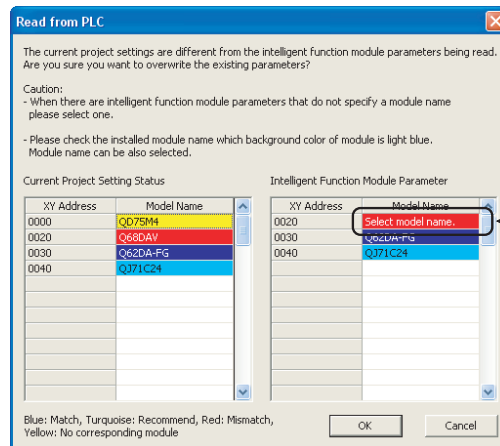 Read from PLC
The current project settings are different from the intelligent function module parameters being read.
Are you sure you want to overwrite the existing parameters?
Caution:
- When there are intelligent function module parameters that do not specify a module name
please select one.
- Please check the installed module name which background color of module is light blue.
Module name can be also selected.
Current Project Setting Status
XY Address Model Name
0000 QD75M4
0020 Q68DAV
0030 Q62DA-FG
0040 QJ71C24
Intelligent Function Module Parameter
XY Address Model Name
0020 Select model name.
0030 Q62DA-FG
0040 QJ71C24
Blue: Match, Turquoise: Recommend, Red: Mismatch,
Yellow: No corresponding module
OK Cancel